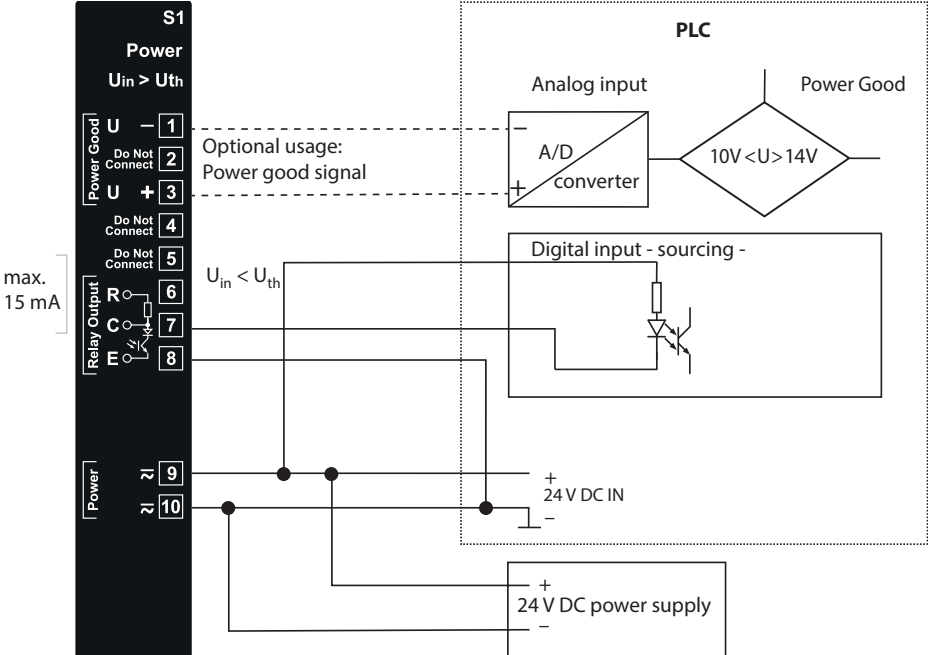 S1
Power
Uin > Uth
Power Good
U – 1
Do Not
Connect 2
U + 3
Do Not
Connect 4
Do Not
Connect 5
max.
15 mA
Relay Output
R 6
C 7
E 8
Power
≂ 9
≂ 10
Optional usage:
Power good signal
Uin < Uth
PLC
Analog input
Power Good
–
A/D
converter
+
10V <U> 14V
Digital input - sourcing -
+
24 V DC IN
–
+
24 V DC power supply
–